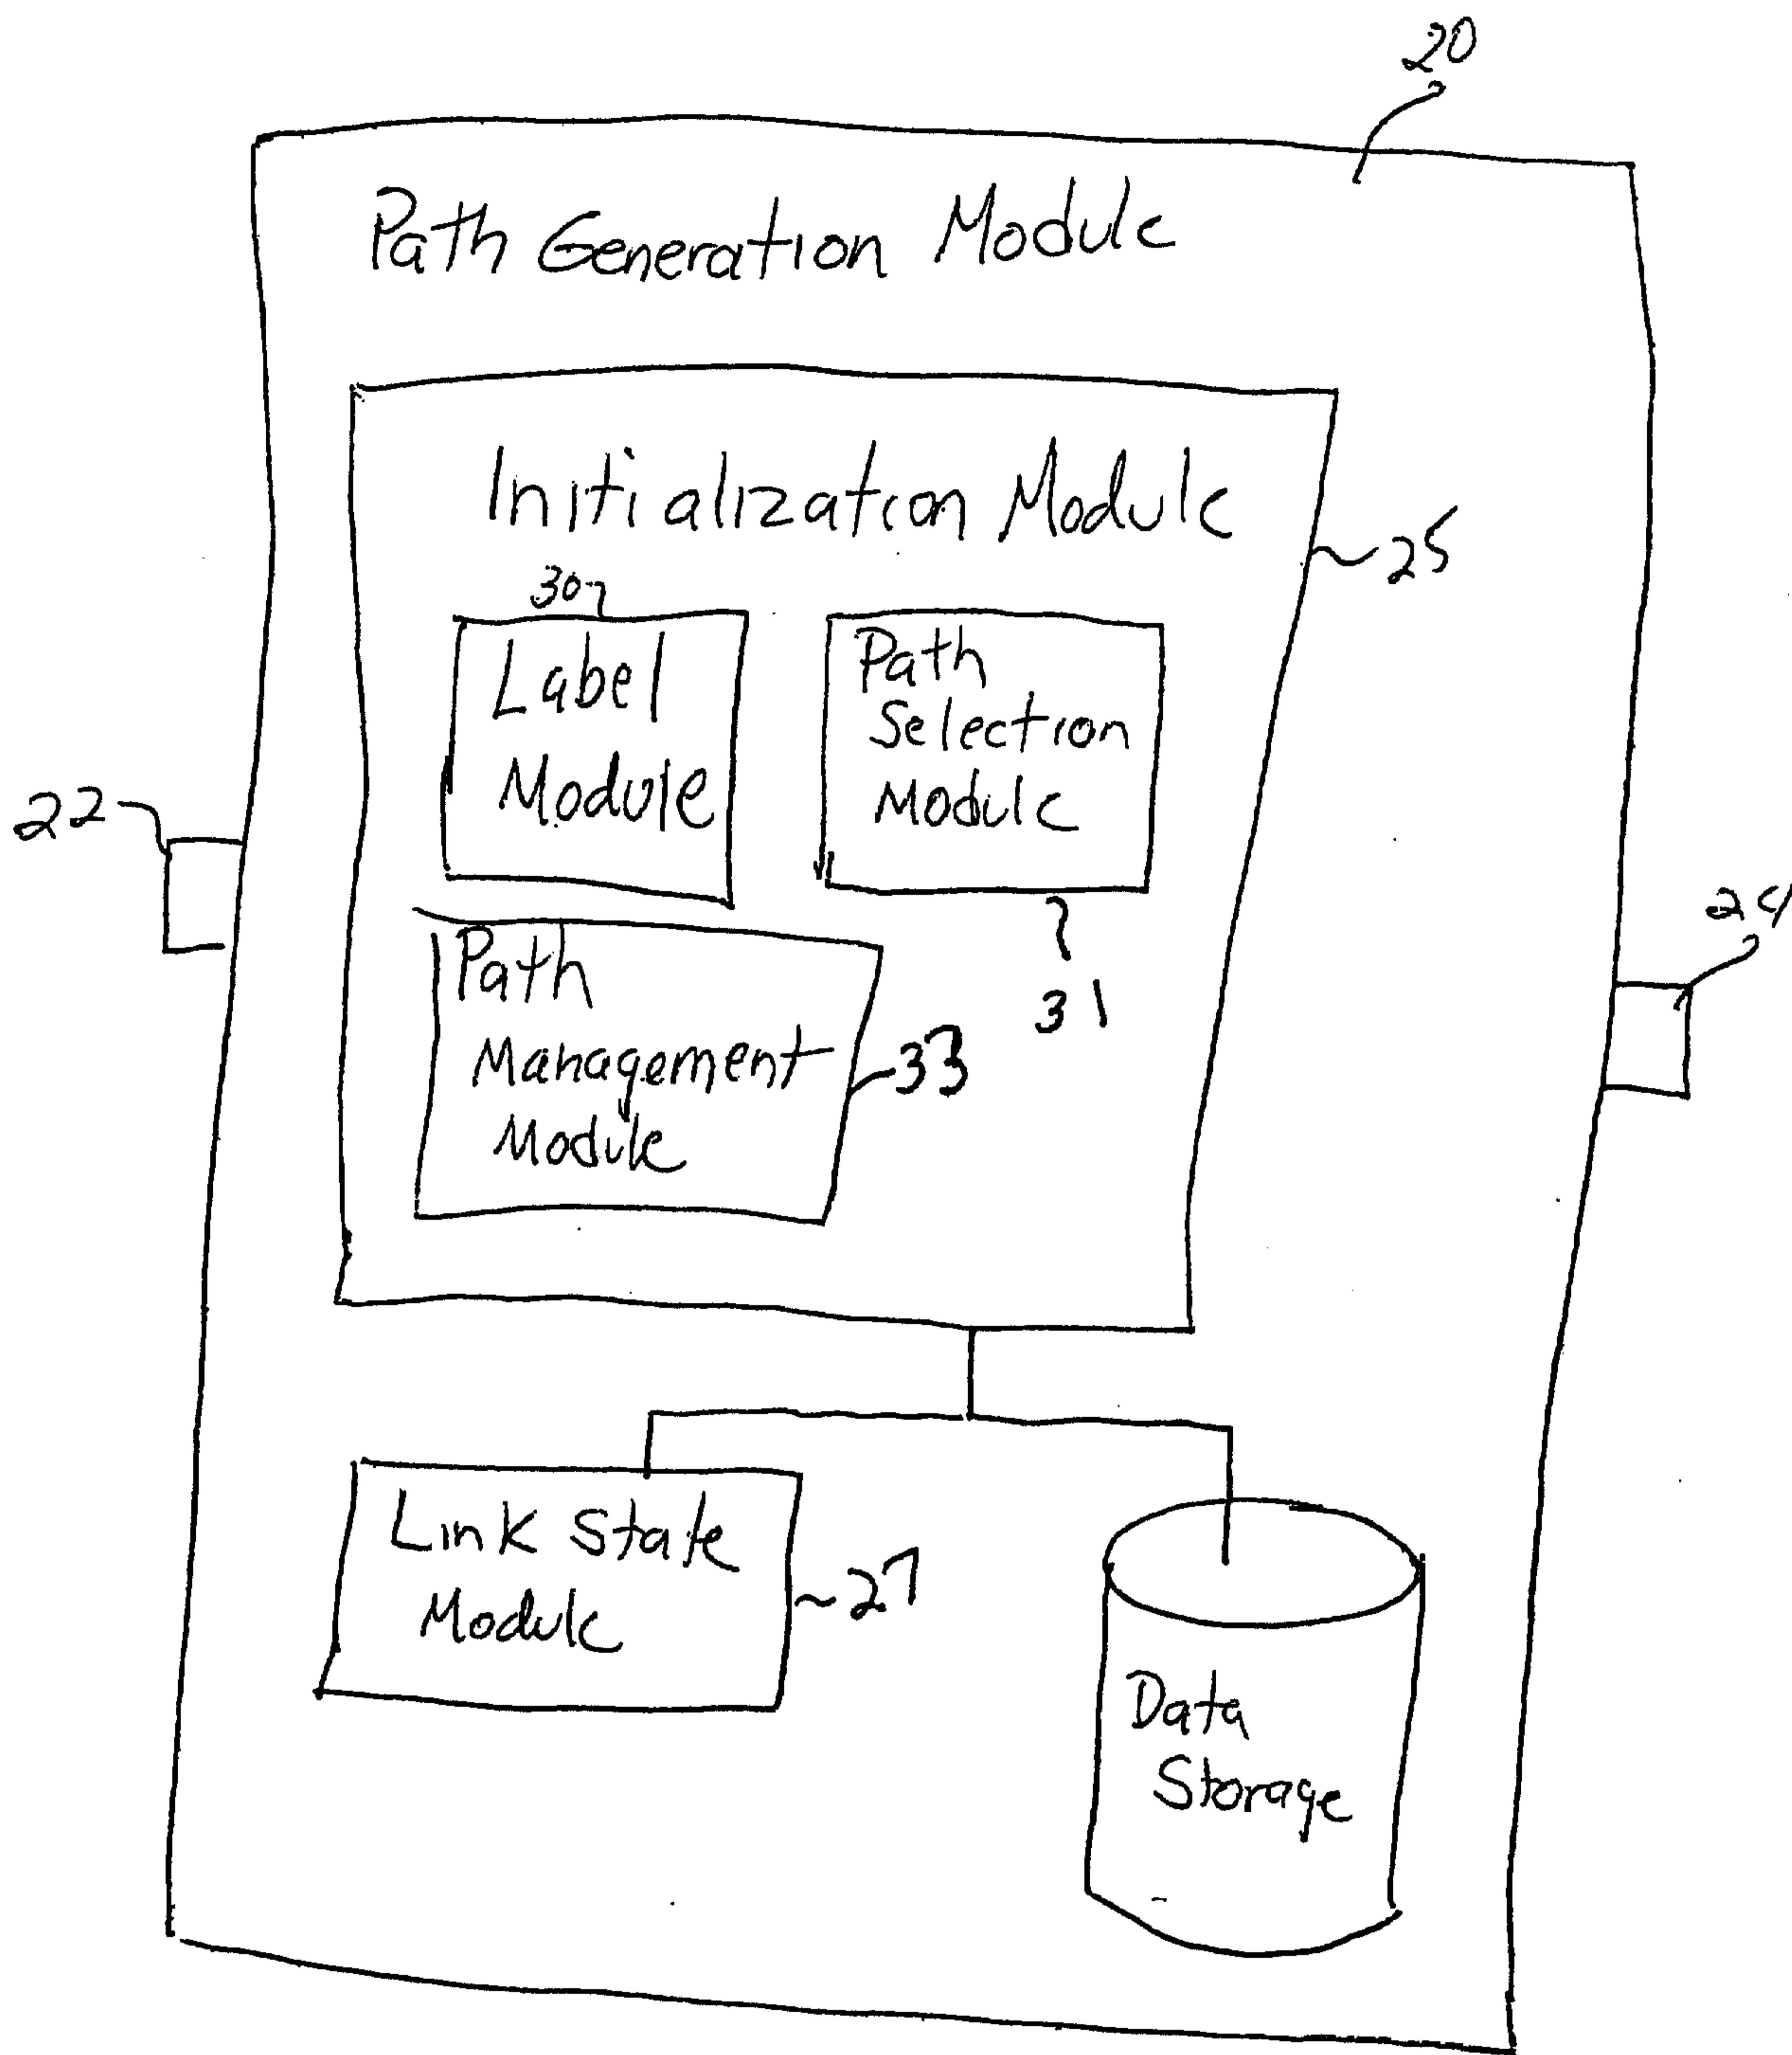 20
Path Generation Module
Initialization Module
25
30
Label
Module
Path
Selection
Module
22
24
31
Path
Management
Module
33
Link State
Module
27
Data
Storage